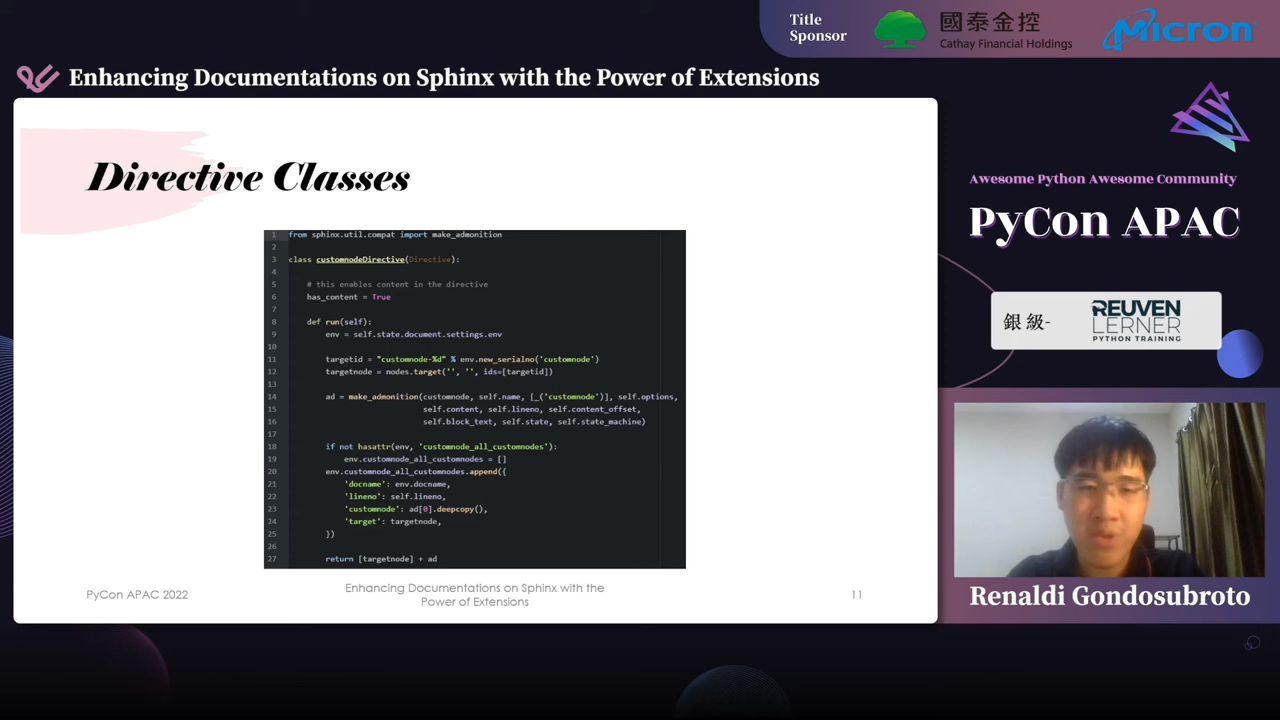 Title
Sponsor
國泰金控
Cathay Financial Holdings
Micron
Enhancing Documentations on Sphinx with the Power of Extensions
Directive Classes
1 from sphinx.util.compat import make_admonition
2
3 class customnodeDirective(Directive):
4
5 # this enables content in the directive
6 has_content = True
7
8 def run(self):
9 env = self.state.document.settings.env
10
11 targetid = "customnode-%d" % env.new_serialno('customnode')
12 targetnode = nodes.target('', '', ids=[targetid])
13
14 ad = make_admonition(customnode, self.name, [_('customnode')], self.options,
15 self.content, self.lineno, self.content_offset,
16 self.block_text, self.state, self.state_machine)
17
18 if not hasattr(env, 'customnode_all_customnodes'):
19 env.customnode_all_customnodes = []
20 env.customnode_all_customnodes.append({
21 'docname': env.docname,
22 'lineno': self.lineno,
23 'customnode': ad[0].deepcopy(),
24 'target': targetnode,
25 })
26
27 return [targetnode] + ad
PyCon APAC 2022
Enhancing Documentations on Sphinx with the
Power of Extensions
11
Awesome Python Awesome Community
PyCon APAC
銀級-
REUVEN
LERNER
PYTHON TRAINING
Renaldi Gondosubroto